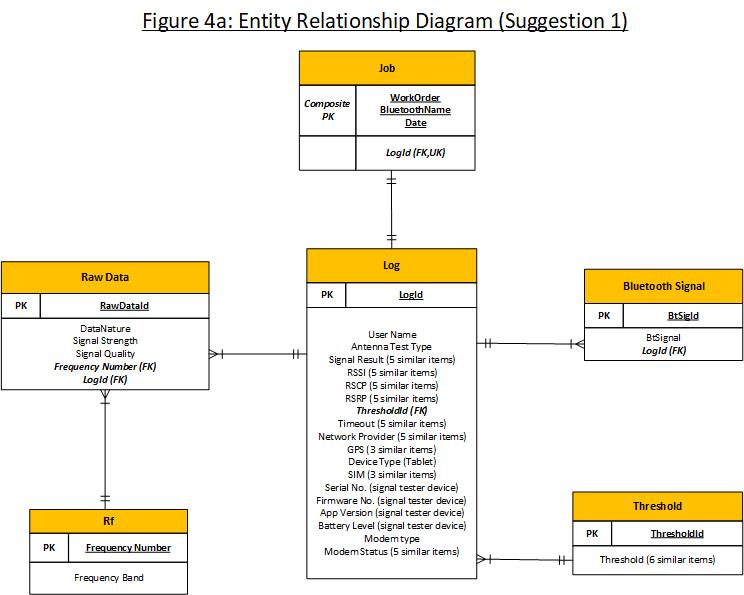 Figure 4a: Entity Relationship Diagram (Suggestion 1)
Job
Composite
PK
WorkOrder
BluetoothName
Date
LogId (FK,UK)
Raw Data
PK
RawDataId
DataNature
Signal Strength
Signal Quality
Frequency Number (FK)
LogId (FK)
Log
PK
LogId
User Name
Antenna Test Type
Signal Result (5 similar items)
RSSI (5 similar items)
RSCP (5 similar items)
RSRP (5 similar items)
ThresholdId (FK)
Timeout (5 similar items)
Network Provider (5 similar items)
GPS (3 similar items)
Device Type (Tablet)
SIM (3 similar items)
Serial No. (signal tester device)
Firmware No. (signal tester device)
App Version (signal tester device)
Battery Level (signal tester device)
Modem type
Modem Status (5 similar items)
Bluetooth Signal
PK
BtSigId
BtSignal
LogId (FK)
Rf
PK
Frequency Number
Frequency Band
Threshold
PK
ThresholdId
Threshold (6 similar items)